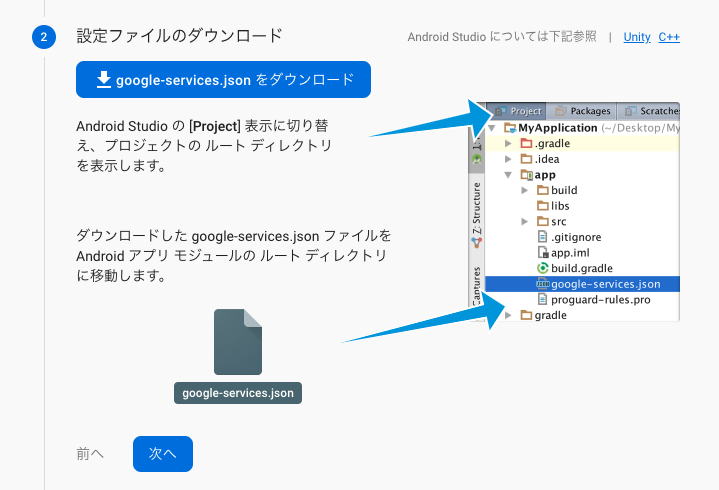 2
設定ファイルのダウンロード
Android Studio については下記参照 | Unity C++
google-services.json をダウンロード
Android Studio の [Project] 表示に切り替
え、プロジェクトの ルート ディレクトリ
を表示します。
ダウンロードした google-services.json ファイルを
Android アプリ モジュールの ルート ディレクトリ
に移動します。
google-services.json
Project Packages Scratches
MyApplication (~/Desktop/My
.gradle
.idea
app
build
libs
src
.gitignore
app.iml
build.gradle
google-services.json
proguard-rules.pro
gradle
Z: Structure
Captures
前へ
次へ